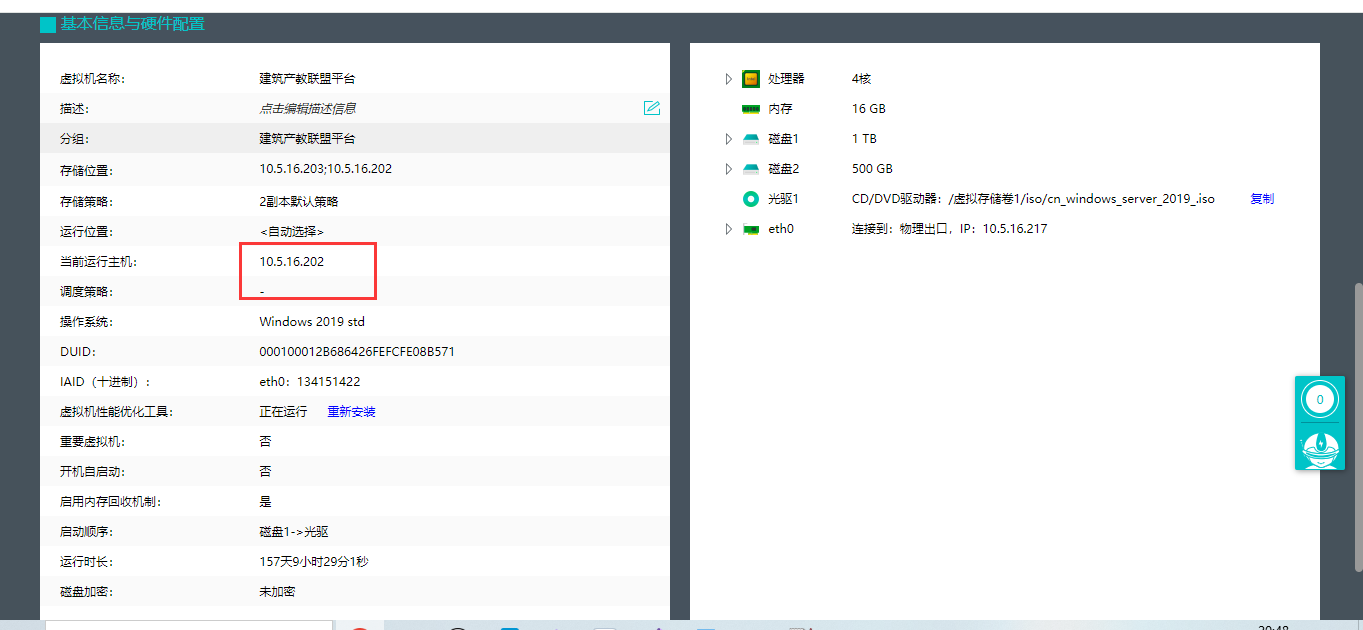 基本信息与硬件配置
虚拟机名称: 建筑产教联盟平台
描述: 点击编辑描述信息
分组: 建筑产教联盟平台
存储位置: 10.5.16.203;10.5.16.202
存储策略: 2副本默认策略
运行位置: <自动选择>
当前运行主机: 10.5.16.202
调度策略: -
操作系统: Windows 2019 std
DUID: 000100012B686426FEFCFE08B571
IAID（十进制）: eth0：134151422
虚拟机性能优化工具: 正在运行 重新安装
重要虚拟机: 否
开机自启动: 否
启用内存回收机制: 是
启动顺序: 磁盘1->光驱
运行时长: 157天9小时29分1秒
磁盘加密: 未加密
处理器 4核
内存 16 GB
磁盘1 1 TB
磁盘2 500 GB
光驱1 CD/DVD驱动器：/虚拟存储卷1/iso/cn_windows_server_2019_.iso 复制
eth0 连接到：物理出口，IP：10.5.16.217
0
20:48